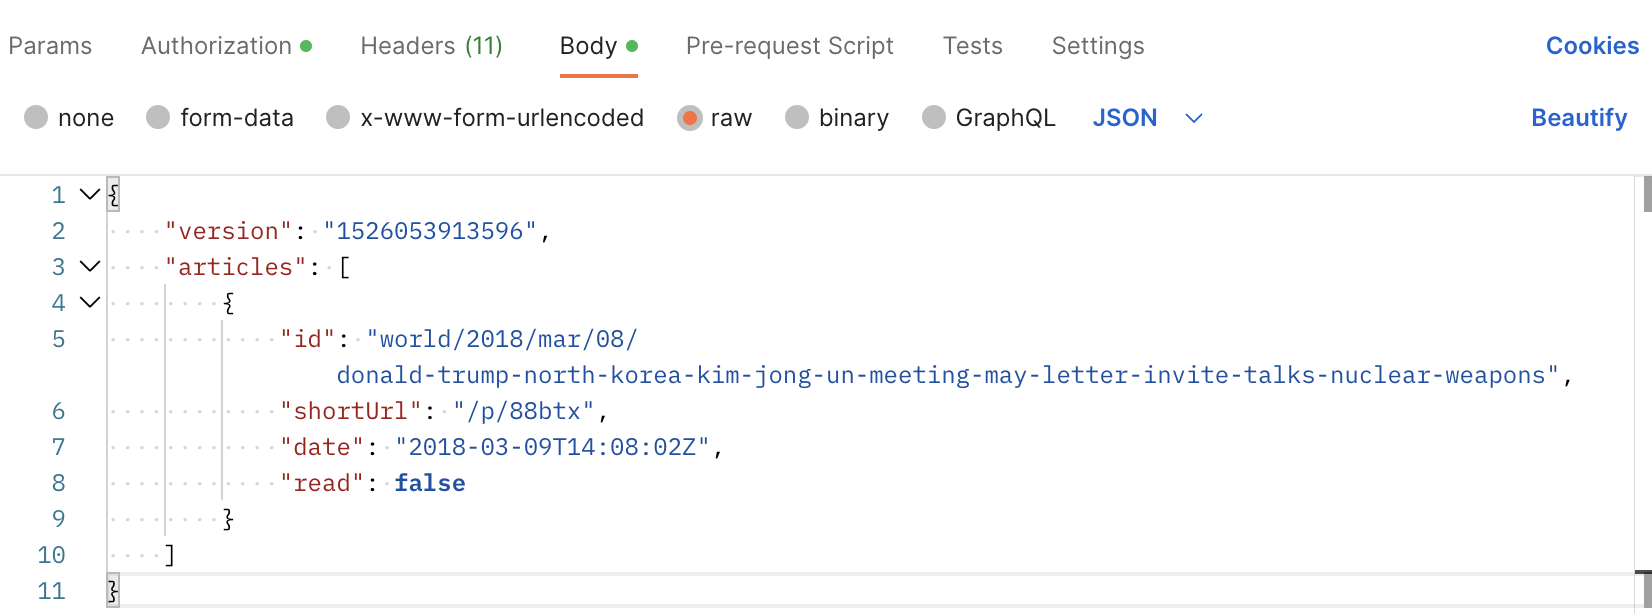 Params Authorization Headers (11) Body Pre-request Script Tests Settings Cookies
none form-data x-www-form-urlencoded raw binary GraphQL JSON Beautify
1 {
2 "version": "1526053913596",
3 "articles": [
4 {
5 "id": "world/2018/mar/08/
donald-trump-north-korea-kim-jong-un-meeting-may-letter-invite-talks-nuclear-weapons",
6 "shortUrl": "/p/88btx",
7 "date": "2018-03-09T14:08:02Z",
8 "read": false
9 }
10 ]
11 }